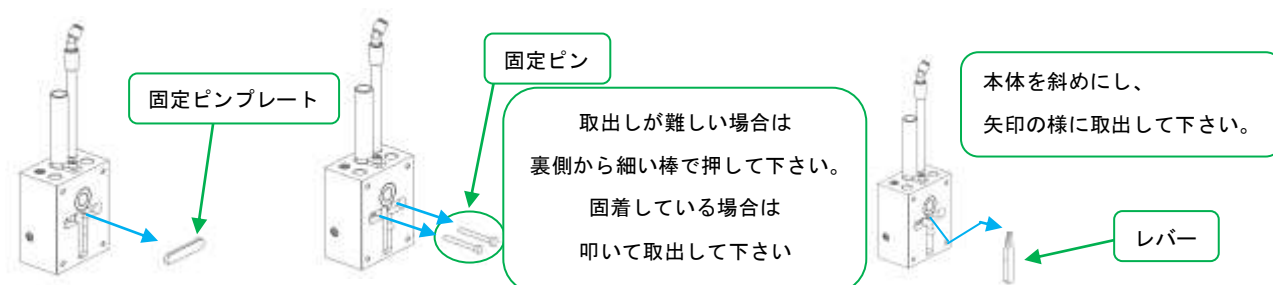 固定ピンプレート
固定ピン
取出しが難しい場合は
裏側から細い棒で押して下さい。
固着している場合は
叩いて取出して下さい
本体を斜めにし、
矢印の様に取出して下さい。
レバー